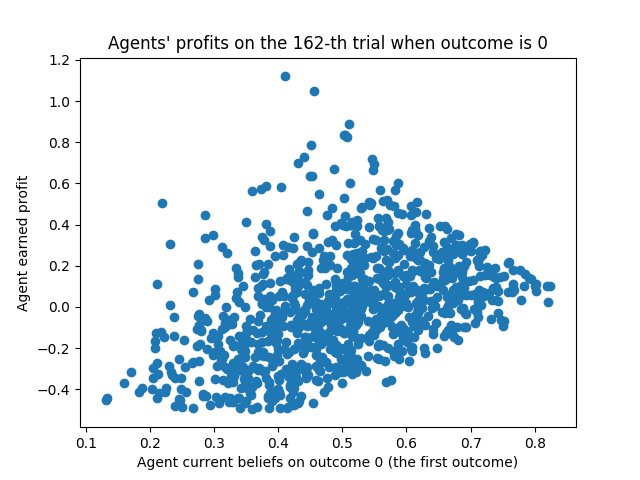 Agents' profits on the 162-th trial when outcome is 0
Agent earned profit
1.2
1.0
0.8
0.6
0.4
0.2
0.0
−0.2
−0.4
0.1 0.2 0.3 0.4 0.5 0.6 0.7 0.8
Agent current beliefs on outcome 0 (the first outcome)